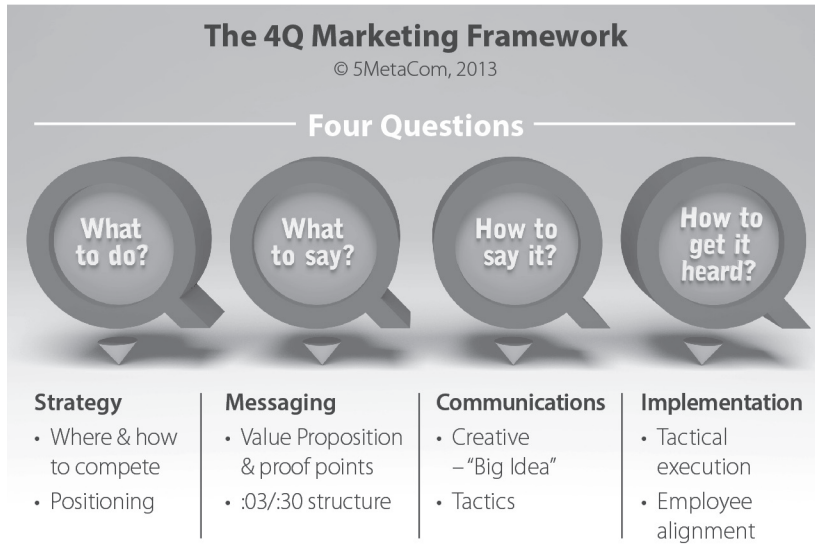 The 4Q Marketing Framework
© 5MetaCom, 2013
Four Questions
What
to do?
What
to say?
How to
say it?
How to
get it
heard?
Strategy
• Where & how
to compete
• Positioning
Messaging
• Value Proposition
& proof points
• :03/:30 structure
Communications
• Creative
–“Big Idea”
• Tactics
Implementation
• Tactical
execution
• Employee
alignment